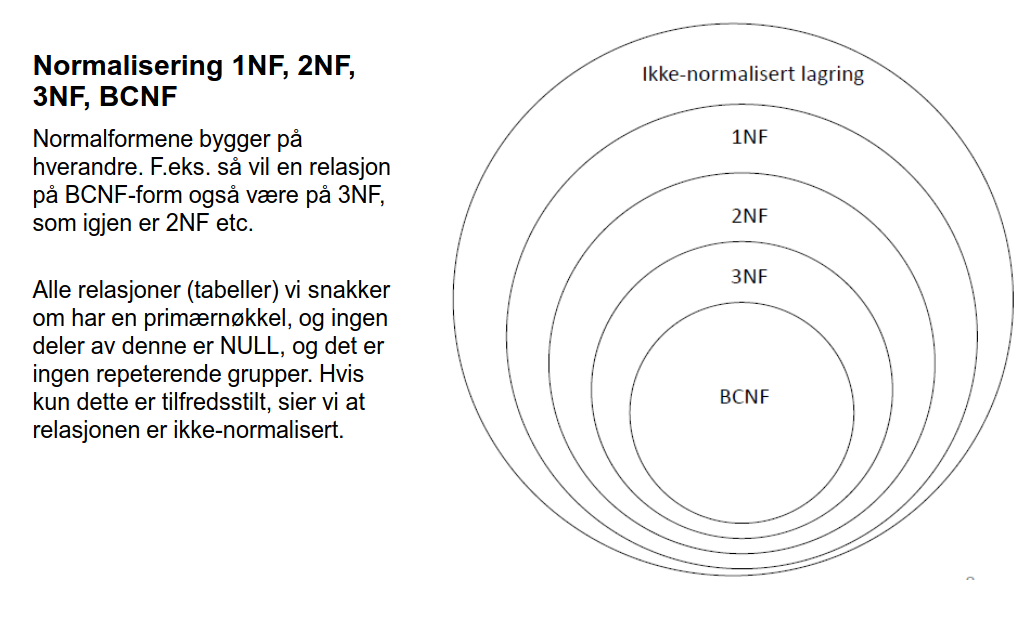 Normalisering 1NF, 2NF,
3NF, BCNF
Normalformene bygger på
hverandre. F.eks. så vil en relasjon
på BCNF-form også være på 3NF,
som igjen er 2NF etc.
Alle relasjoner (tabeller) vi snakker
om har en primærnøkkel, og ingen
deler av denne er NULL, og det er
ingen repeterende grupper. Hvis
kun dette er tilfredsstilt, sier vi at
relasjonen er ikke-normalisert.
Ikke-normalisert lagring
1NF
2NF
3NF
BCNF